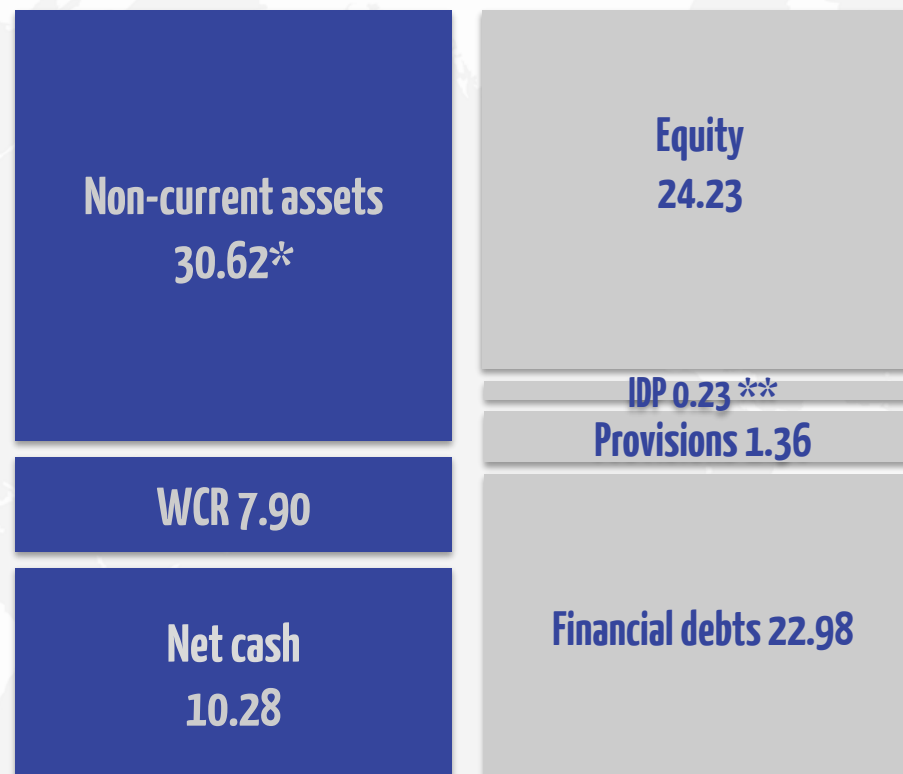 Non-current assets
30.62*
WCR 7.90
Net cash
10.28
Equity
24.23
IDP 0.23 **
Provisions 1.36
Financial debts 22.98